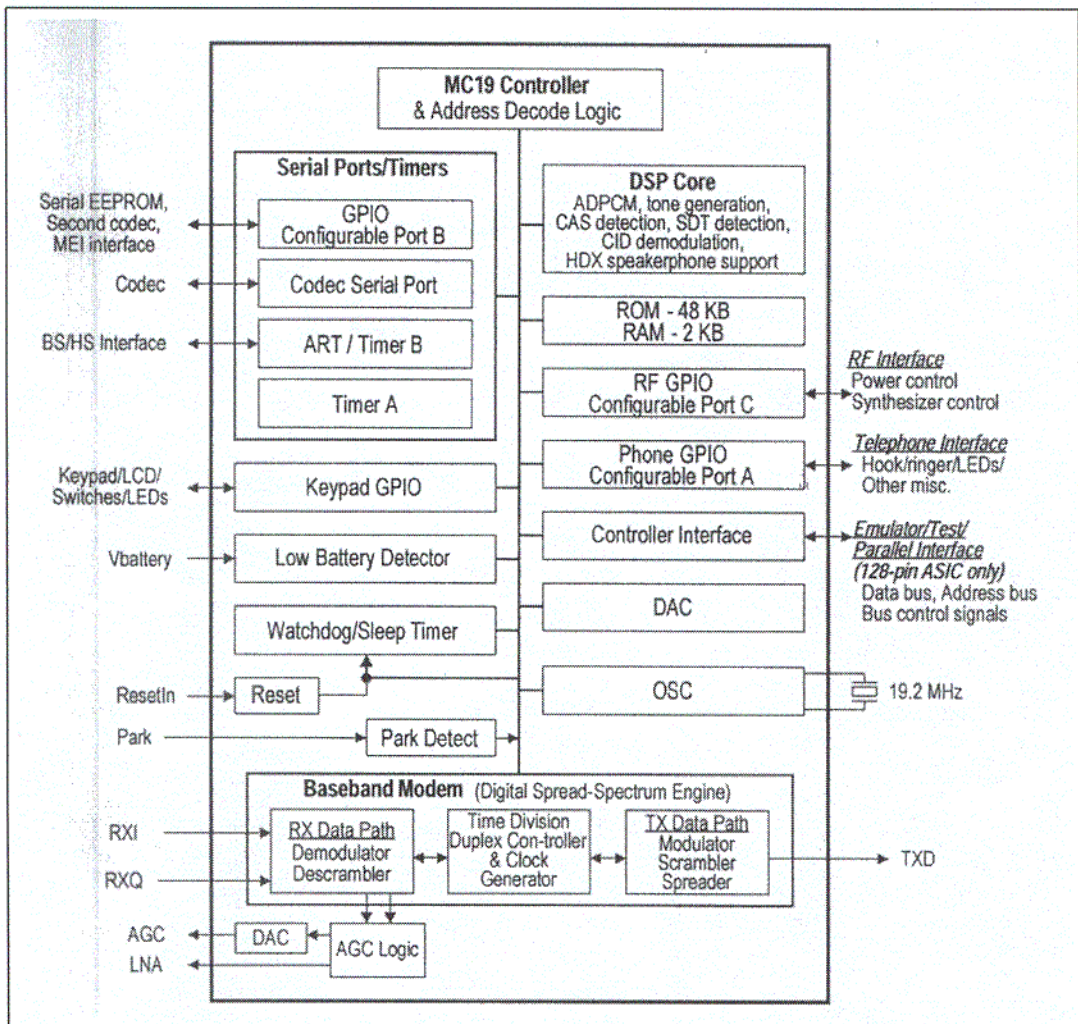 MC19 Controller
& Address Decode Logic
Serial Ports/Timers
Serial EEPROM,
Second codec,
MEI interface
GPIO
Configurable Port B
Codec
Codec Serial Port
BS/HS Interface
ART / Timer B
Timer A
Keypad/LCD/
Switches/LEDs
Keypad GPIO
Vbattery
Low Battery Detector
Watchdog/Sleep Timer
ResetIn
Reset
Park
Park Detect
DSP Core
ADPCM, tone generation,
CAS detection, SDT detection,
CID demodulation,
HDX speakerphone support
ROM - 48 KB
RAM - 2 KB
RF GPIO
Configurable Port C
RF Interface
Power control
Synthesizer control
Phone GPIO
Configurable Port A
Telephone Interface
Hook/ringer/LEDs/
Other misc.
Controller Interface
Emulator/Test/
Parallel Interface
(128-pin ASIC only)
Data bus, Address bus
Bus control signals
DAC
OSC
19.2 MHz
Baseband Modem (Digital Spread-Spectrum Engine)
RXI
RXQ
RX Data Path
Demodulator
Descrambler
Time Division
Duplex Con-troller
& Clock
Generator
TX Data Path
Modulator
Scrambler
Spreader
TXD
AGC
LNA
DAC
AGC Logic